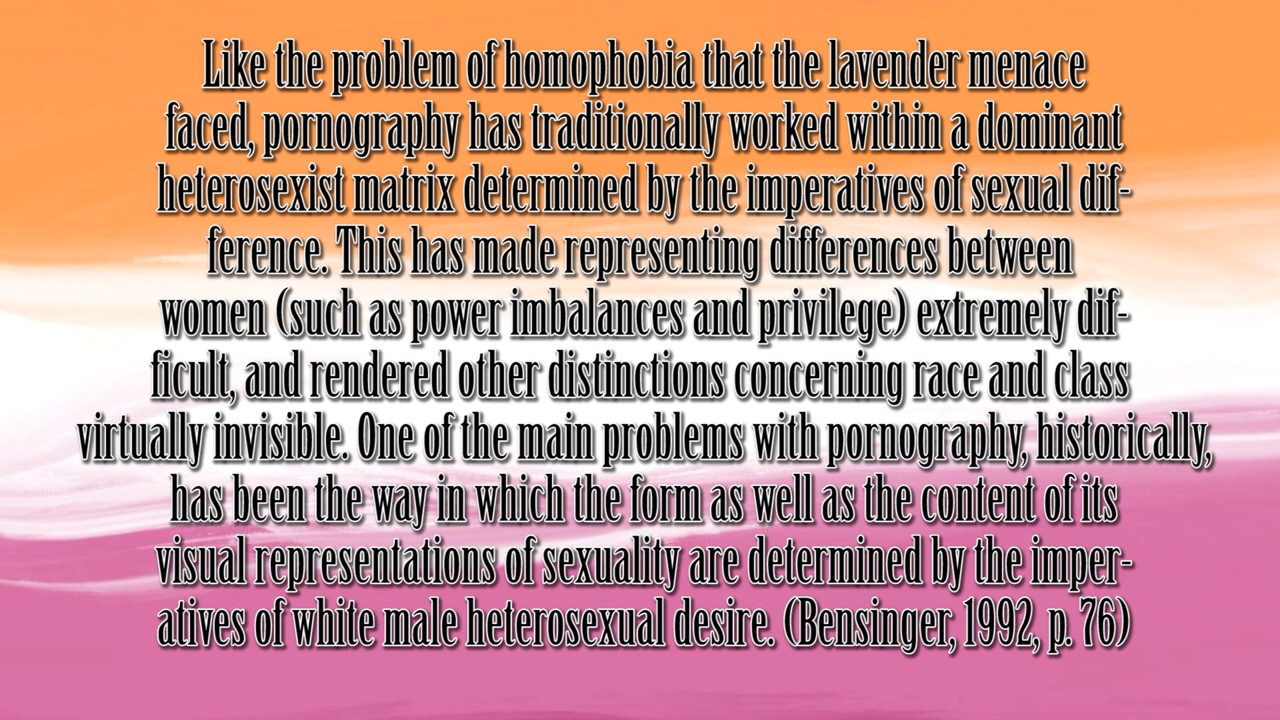 Like the problem of homophobia that the lavender menace
faced, pornography has traditionally worked within a dominant
heterosexist matrix determined by the imperatives of sexual dif-
ference. This has made representing differences between
women (such as power imbalances and privilege) extremely dif-
ficult, and rendered other distinctions concerning race and class
virtually invisible. One of the main problems with pornography, historically,
has been the way in which the form as well as the content of its
visual representations of sexuality are determined by the imper-
atives of white male heterosexual desire. (Bensinger, 1992, p. 76)